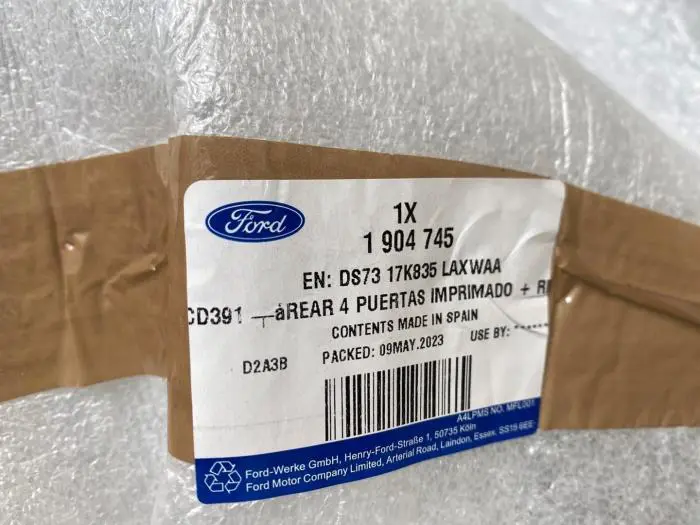 Ford
1X
1 904 745
EN: DS73 17K835 LAXWAA
CD391 —áREAR 4 PUERTAS IMPRIMADO +
CONTENTS MADE IN SPAIN
D2A3B PACKED: 09MAY.2023 USE BY: ------
A4LPMS NO. MFL001
Ford-Werke GmbH, Henry-Ford-Straße 1, 50735 Köln
Ford Motor Company Limited, Arterial Road, Laindon, Essex. SS15 6EE